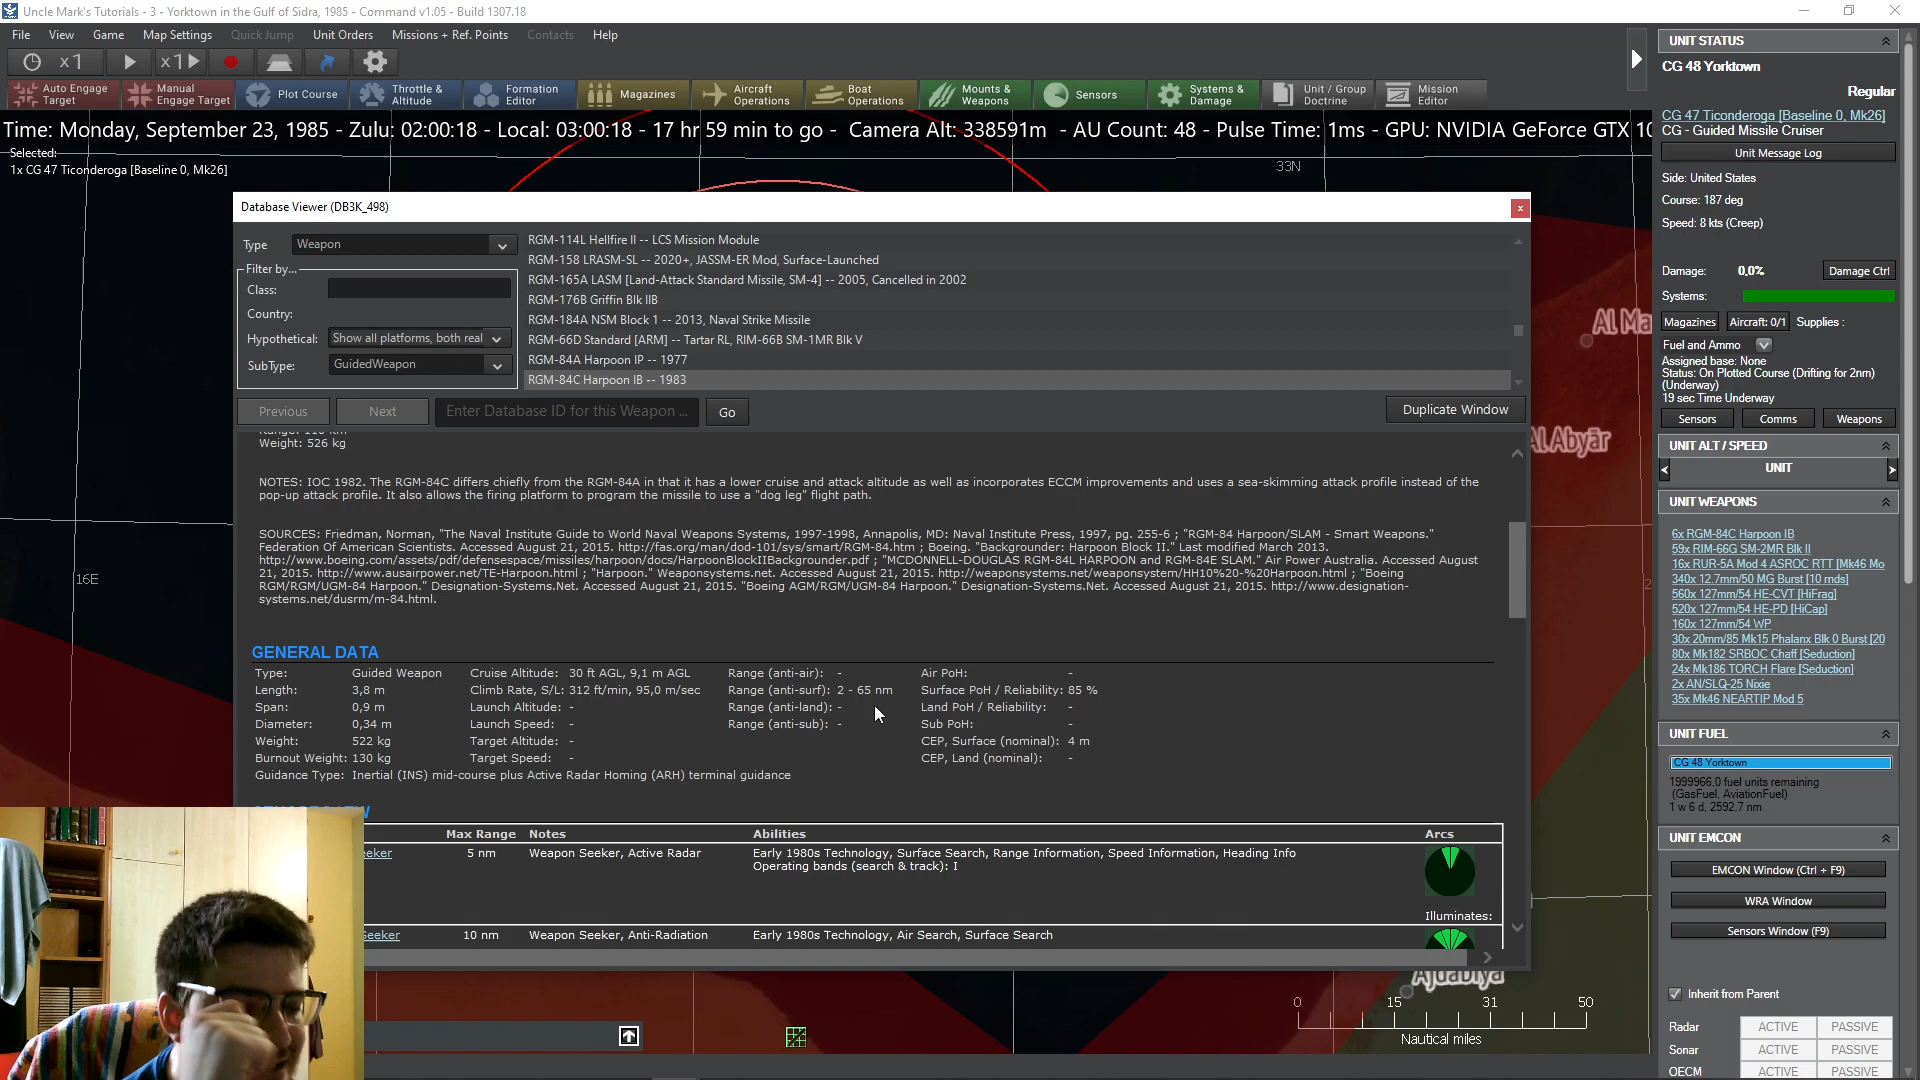 Uncle Mark's Tutorials - 3 - Yorktown in the Gulf of Sidra, 1985 - Command v1.05 - Build 1307.18
File View Game Map Settings Quick Jump Unit Orders Missions + Ref. Points Contacts Help
x 1 x1
Auto Engage Target
Manual Engage Target
Plot Course
Throttle & Altitude
Formation Editor
Magazines
Aircraft Operations
Boat Operations
Mounts & Weapons
Sensors
Systems & Damage
Unit / Group Doctrine
Mission Editor
Time: Monday, September 23, 1985 - Zulu: 02:00:18 - Local: 03:00:18 - 17 hr 59 min to go - Camera Alt: 338591m - AU Count: 48 - Pulse Time: 1ms - GPU: NVIDIA GeForce GTX 10
Selected:
1x CG 47 Ticonderoga [Baseline 0, Mk26]
33N
16E
Al Ma
Al Abyār
Ajdabiya
Database Viewer (DB3K_498)
x
Type Weapon
Filter by...
Class:
Country:
Hypothetical: Show all platforms, both real
SubType: GuidedWeapon
RGM-114L Hellfire II -- LCS Mission Module
RGM-158 LRASM-SL -- 2020+, JASSM-ER Mod, Surface-Launched
RGM-165A LASM [Land-Attack Standard Missile, SM-4] -- 2005, Cancelled in 2002
RGM-176B Griffin Blk IIB
RGM-184A NSM Block 1 -- 2013, Naval Strike Missile
RGM-66D Standard [ARM] -- Tartar RL, RIM-66B SM-1MR Blk V
RGM-84A Harpoon IP -- 1977
RGM-84C Harpoon IB -- 1983
Previous Next Enter Database ID for this Weapon ... Go Duplicate Window
Weight: 526 kg
NOTES: IOC 1982. The RGM-84C differs chiefly from the RGM-84A in that it has a lower cruise and attack altitude as well as incorporates ECCM improvements and uses a sea-skimming attack profile instead of the
pop-up attack profile. It also allows the firing platform to program the missile to use a "dog leg" flight path.
SOURCES: Friedman, Norman, "The Naval Institute Guide to World Naval Weapons Systems, 1997-1998, Annapolis, MD: Naval Institute Press, 1997, pg. 255-6 ; "RGM-84 Harpoon/SLAM - Smart Weapons."
Federation Of American Scientists. Accessed August 21, 2015. http://fas.org/man/dod-101/sys/smart/RGM-84.htm ; Boeing. "Backgrounder: Harpoon Block II." Last modified March 2013.
http://www.boeing.com/assets/pdf/defensespace/missiles/harpoon/docs/HarpoonBlockIIBackgrounder.pdf ; "MCDONNELL-DOUGLAS RGM-84L HARPOON and RGM-84E SLAM." Air Power Australia. Accessed August
21, 2015. http://www.ausairpower.net/TE-Harpoon.html ; "Harpoon." Weaponsystems.net. Accessed August 21, 2015. http://weaponsystems.net/weaponsystem/HH10%20-%20Harpoon.html ; "Boeing
RGM/UGM-84 Harpoon." Designation-Systems.Net. Accessed August 21, 2015. "Boeing AGM/RGM/UGM-84 Harpoon." Designation-Systems.Net. Accessed August 21, 2015. http://www.designation-
systems.net/dusrm/m-84.html.
GENERAL DATA
Type: Guided Weapon Cruise Altitude: 30 ft AGL, 9,1 m AGL Range (anti-air): - Air PoH: -
Length: 3,8 m Climb Rate, S/L: 312 ft/min, 95,0 m/sec Range (anti-surf): 2 - 65 nm Surface PoH / Reliability: 85 %
Span: 0,9 m Launch Altitude: - Range (anti-land): - Land PoH / Reliability: -
Diameter: 0,34 m Launch Speed: - Range (anti-sub): - Sub PoH: -
Weight: 522 kg Target Altitude: - CEP, Surface (nominal): 4 m
Burnout Weight: 130 kg Target Speed: - CEP, Land (nominal): -
Guidance Type: Inertial (INS) mid-course plus Active Radar Homing (ARH) terminal guidance
Max Range Notes Abilities Arcs
eeker 5 nm Weapon Seeker, Active Radar Early 1980s Technology, Surface Search, Range Information, Speed Information, Heading Info
Operating bands (search & track): I
Illuminates:
Seeker 10 nm Weapon Seeker, Anti-Radiation Early 1980s Technology, Air Search, Surface Search
0 15 31 50
Nautical miles
UNIT STATUS
CG 48 Yorktown
Regular
CG 47 Ticonderoga [Baseline 0, Mk26]
CG - Guided Missile Cruiser
Unit Message Log
Side: United States
Course: 187 deg
Speed: 8 kts (Creep)
Damage: 0,0% Damage Ctrl
Systems:
Magazines Aircraft: 0/1 Supplies :
Fuel and Ammo
Assigned base: None
Status: On Plotted Course (Drifting for 2nm)
(Underway)
19 sec Time Underway
Sensors Comms Weapons
UNIT ALT / SPEED
UNIT
UNIT WEAPONS
6x RGM-84C Harpoon IB
59x RIM-66G SM-2MR Blk II
16x RUR-5A Mod 4 ASROC RTT [Mk46 Mo
340x 12.7mm/50 MG Burst [10 rnds]
560x 127mm/54 HE-CVT [HiFrag]
520x 127mm/54 HE-PD [HiCap]
160x 127mm/54 WP
30x 20mm/85 Mk15 Phalanx Blk 0 Burst [20
80x Mk182 SRBOC Chaff [Seduction]
24x Mk186 TORCH Flare [Seduction]
2x AN/SLQ-25 Nixie
35x Mk46 NEARTIP Mod 5
UNIT FUEL
CG 48 Yorktown
1999966,0 fuel units remaining
(GasFuel, AviationFuel)
1 w 6 d, 2592,7 nm
UNIT EMCON
EMCON Window (Ctrl + F9)
WRA Window
Sensors Window (F9)
Inherit from Parent
Radar ACTIVE PASSIVE
Sonar ACTIVE PASSIVE
OECM ACTIVE PASSIVE